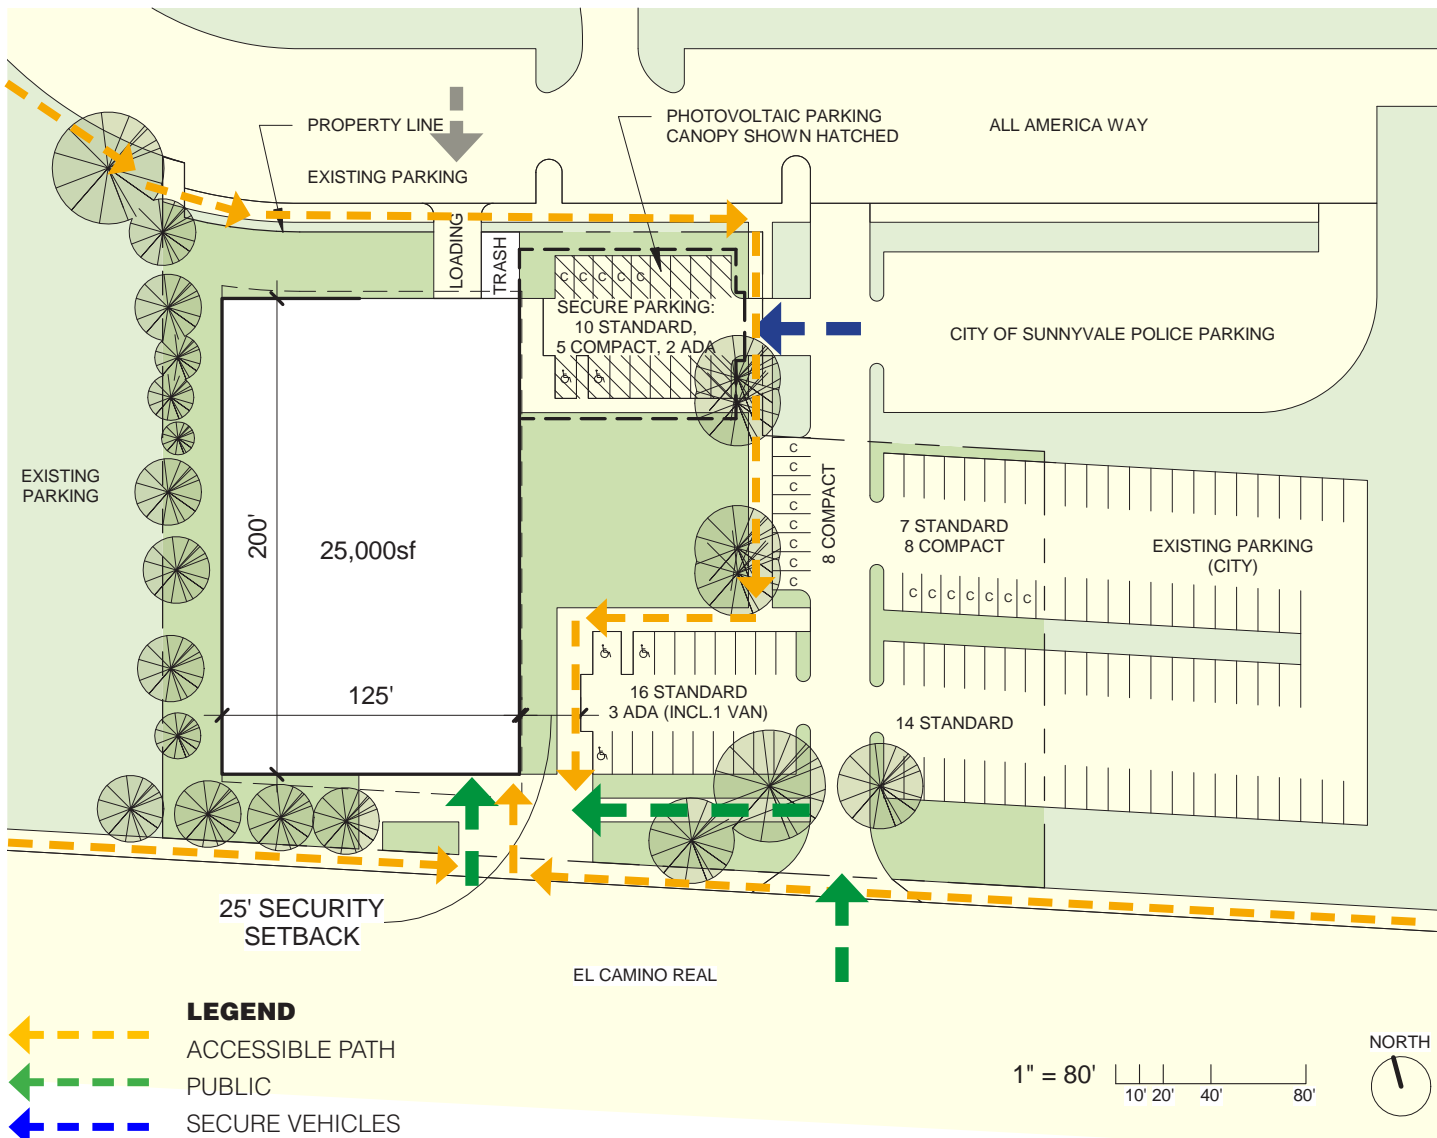 PROPERTY LINE
PHOTOVOLTAIC PARKING
CANOPY SHOWN HATCHED
ALL AMERICA WAY
EXISTING PARKING
LOADING
TRASH
C C C C C
SECURE PARKING:
10 STANDARD,
5 COMPACT, 2 ADA
CITY OF SUNNYVALE POLICE PARKING
EXISTING
PARKING
200'
25,000sf
125'
C
C
C
C
C
C
C
C
8 COMPACT
7 STANDARD
8 COMPACT
EXISTING PARKING
(CITY)
C C C C C C C
16 STANDARD
3 ADA (INCL.1 VAN)
14 STANDARD
25' SECURITY
SETBACK
EL CAMINO REAL
LEGEND
ACCESSIBLE PATH
PUBLIC
SECURE VEHICLES
1" = 80'
10' 20' 40' 80'
NORTH